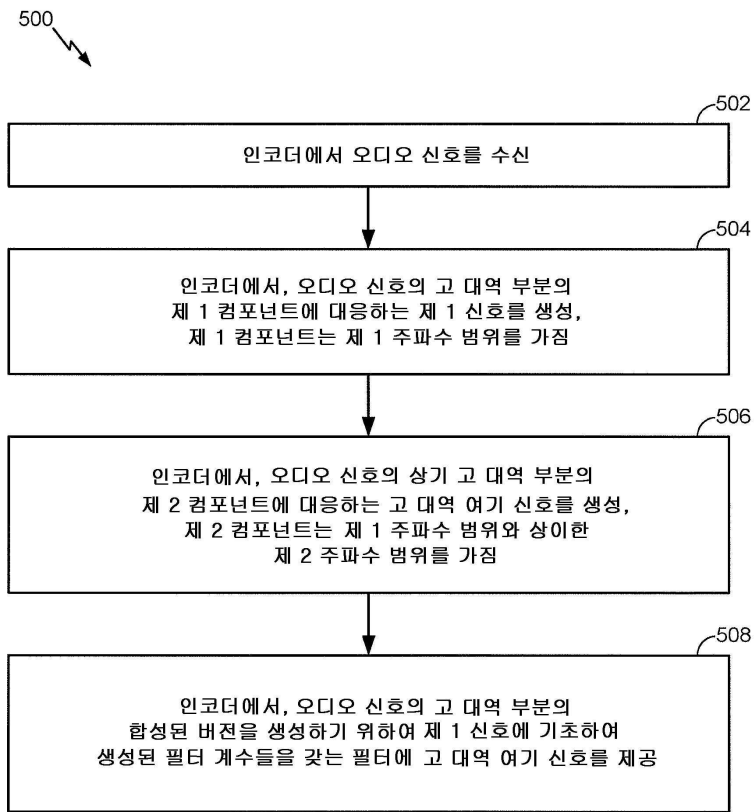 500
502
인코더에서 오디오 신호를 수신
504
인코더에서, 오디오 신호의 고 대역 부분의
제 1 컴포넌트에 대응하는 제 1 신호를 생성,
제 1 컴포넌트는 제 1 주파수 범위를 가짐
506
인코더에서, 오디오 신호의 상기 고 대역 부분의
제 2 컴포넌트에 대응하는 고 대역 여기 신호를 생성,
제 2 컴포넌트는 제 1 주파수 범위와 상이한
제 2 주파수 범위를 가짐
508
인코더에서, 오디오 신호의 고 대역 부분의
합성된 버전을 생성하기 위하여 제 1 신호에 기초하여
생성된 필터 계수들을 갖는 필터에 고 대역 여기 신호를 제공